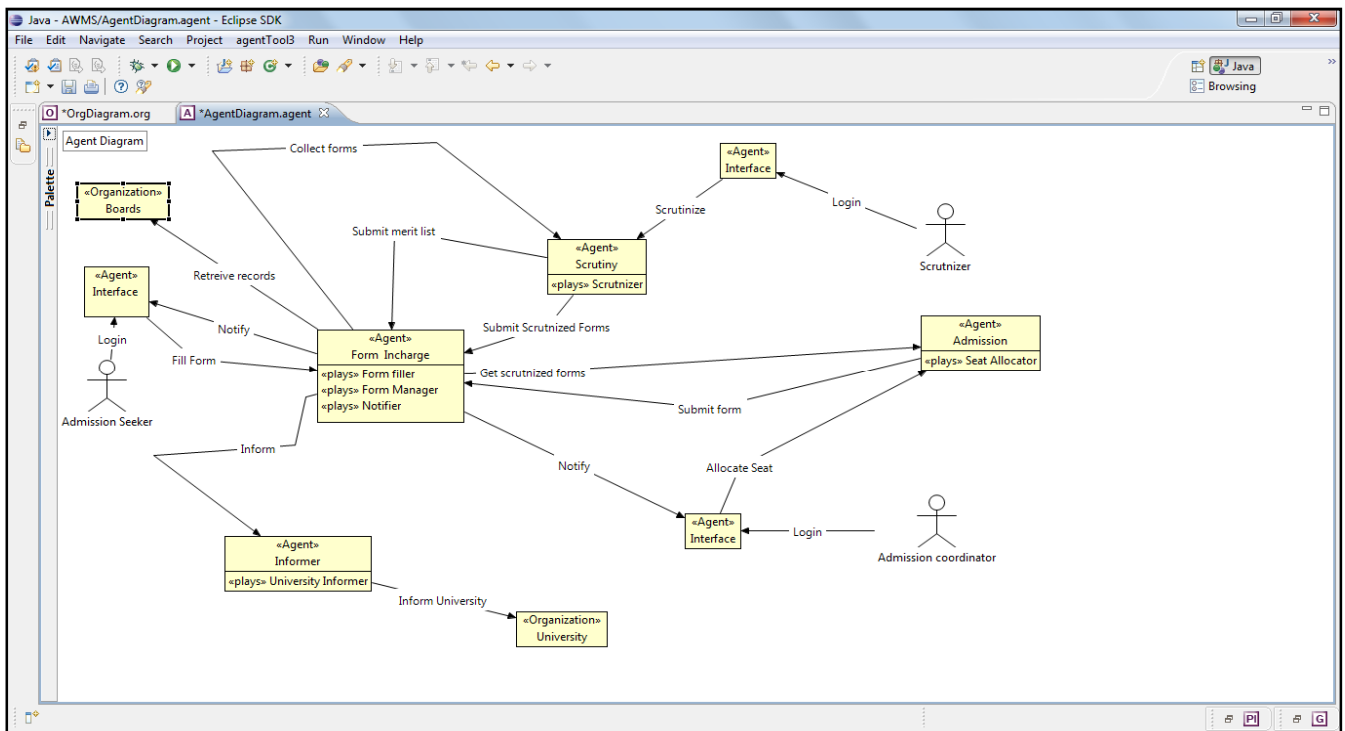 Java - AWMS/AgentDiagram.agent - Eclipse SDK
File Edit Navigate Search Project agentTool3 Run Window Help
Java
»
Browsing
O *OrgDiagram.org
A *AgentDiagram.agent
Palette
Agent Diagram
Collect forms
«Agent»
Interface
«Organization»
Boards
Scrutinize
Login
Submit merit list
Scrutnizer
«Agent»
Scrutiny
«plays» Scrutnizer
Retreive records
«Agent»
Interface
Notify
Login
Fill Form
Admission Seeker
«Agent»
Form Incharge
«plays» Form filler
«plays» Form Manager
«plays» Notifier
Submit Scrutnized Forms
Get scrutnized forms
«Agent»
Admission
«plays» Seat Allocator
Submit form
Inform
Notify
Allocate Seat
«Agent»
Interface
Login
Admission coordinator
«Agent»
Informer
«plays» University Informer
Inform University
«Organization»
University
PI
G